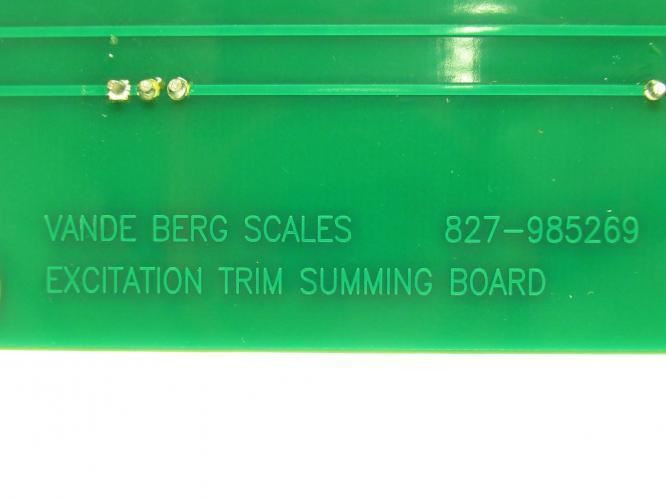 VANDE BERG SCALES 827-985269
EXCITATION TRIM SUMMING BOARD